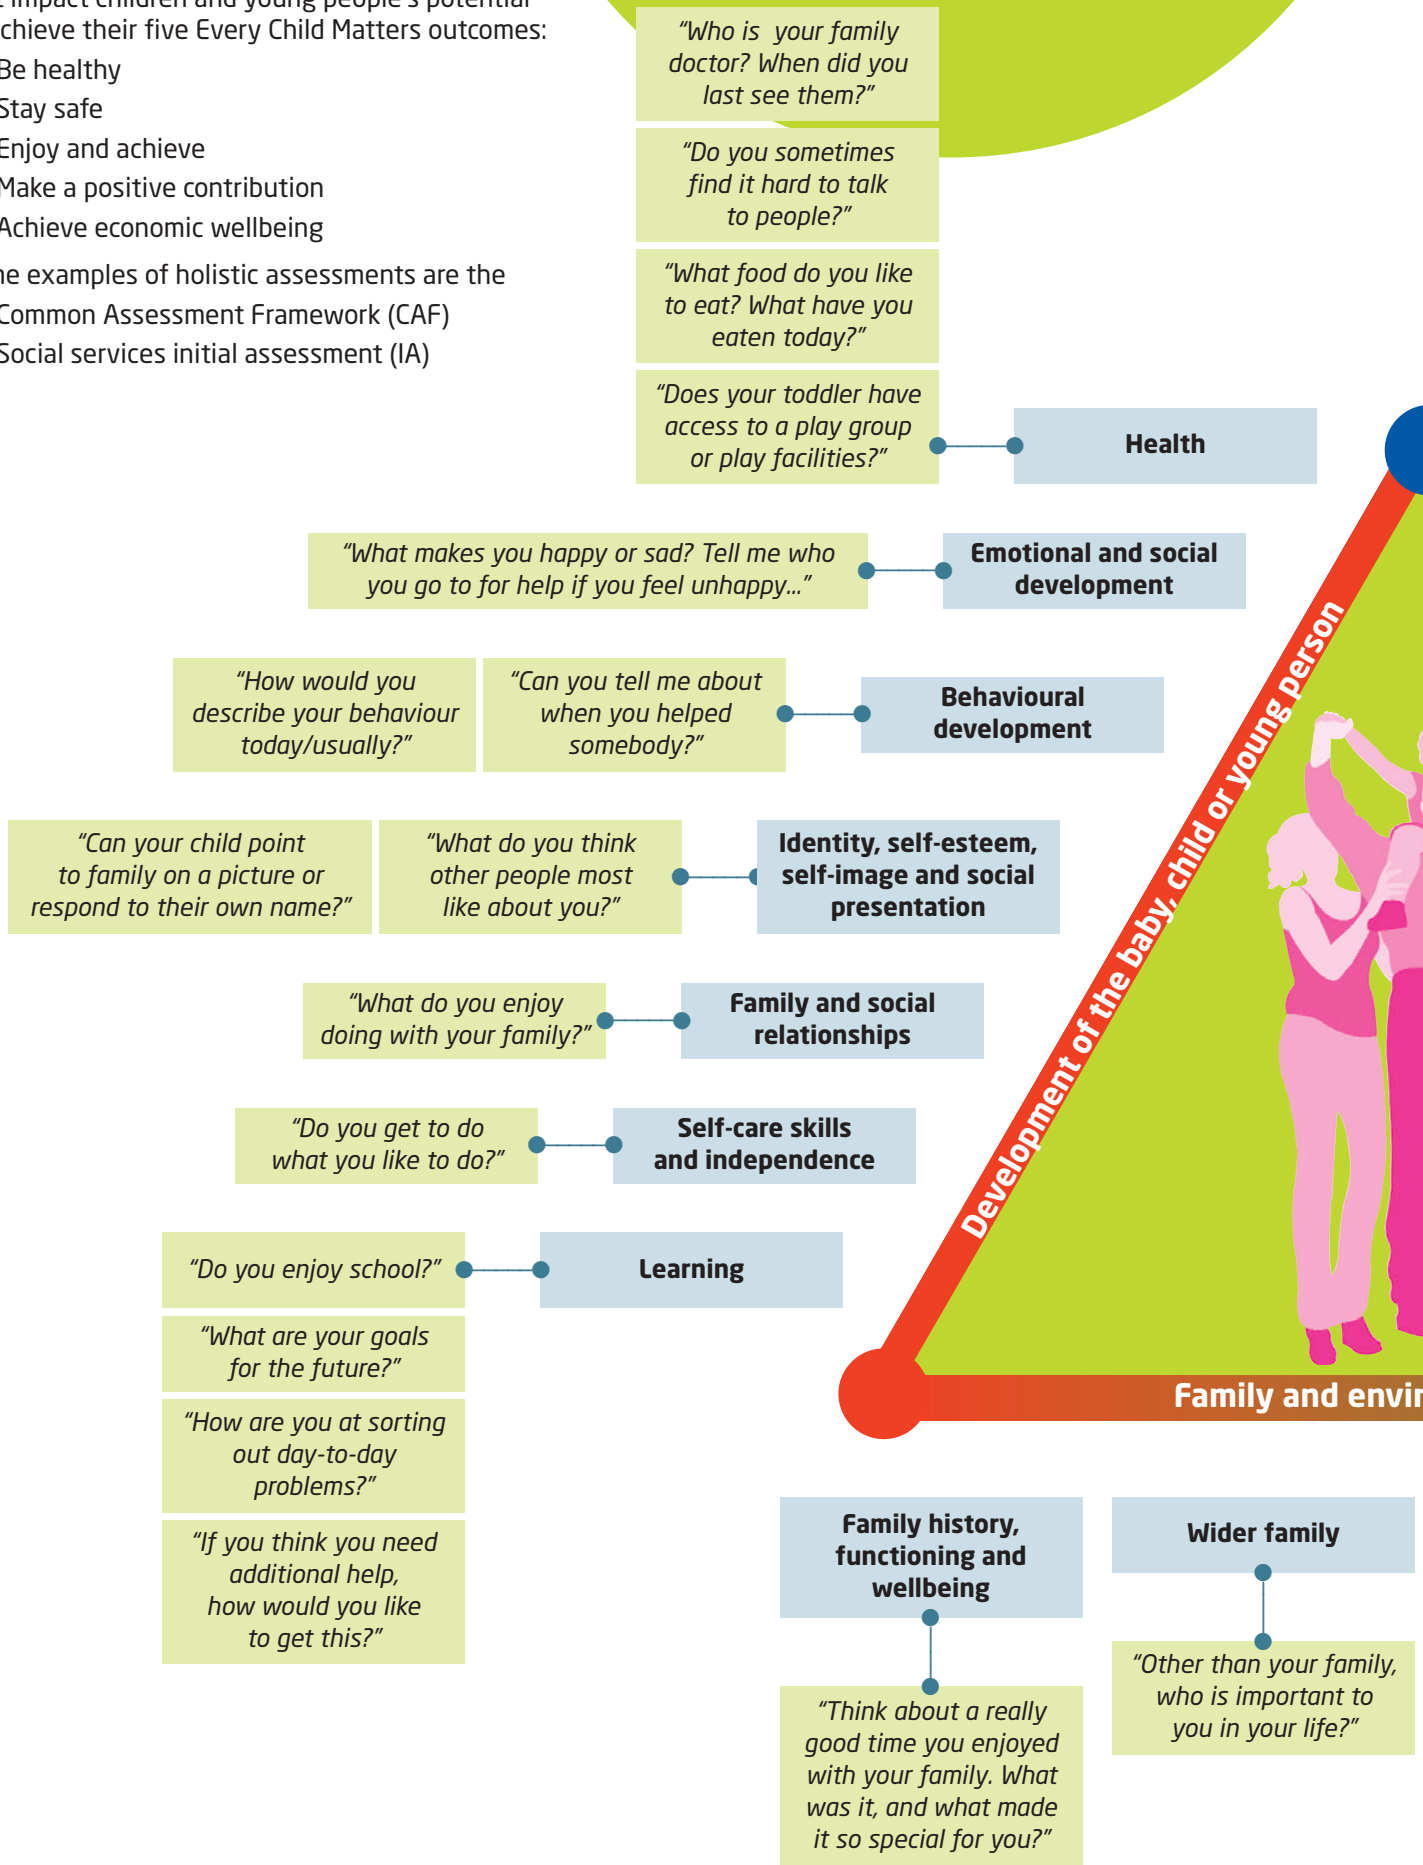 impact children and young people's potential
chieve their five Every Child Matters outcomes:
Be healthy
Stay safe
Enjoy and achieve
Make a positive contribution
Achieve economic wellbeing
ne examples of holistic assessments are the
Common Assessment Framework (CAF)
Social services initial assessment (IA)
“Who is your family
doctor? When did you
last see them?”
“Do you sometimes
find it hard to talk
to people?”
“What food do you like
to eat? What have you
eaten today?”
“Does your toddler have
access to a play group
or play facilities?”
Health
“What makes you happy or sad? Tell me who
you go to for help if you feel unhappy...”
Emotional and social
development
“How would you
describe your behaviour
today/usually?”
“Can you tell me about
when you helped
somebody?”
Behavioural
development
“Can your child point
to family on a picture or
respond to their own name?”
“What do you think
other people most
like about you?”
Identity, self-esteem,
self-image and social
presentation
“What do you enjoy
doing with your family?”
Family and social
relationships
“Do you get to do
what you like to do?”
Self-care skills
and independence
“Do you enjoy school?”
Learning
“What are your goals
for the future?”
“How are you at sorting
out day-to-day
problems?”
“If you think you need
additional help,
how would you like
to get this?”
Development of the baby, child or young person
Family and envir
Family history,
functioning and
wellbeing
“Think about a really
good time you enjoyed
with your family. What
was it, and what made
it so special for you?”
Wider family
“Other than your family,
who is important to
you in your life?”